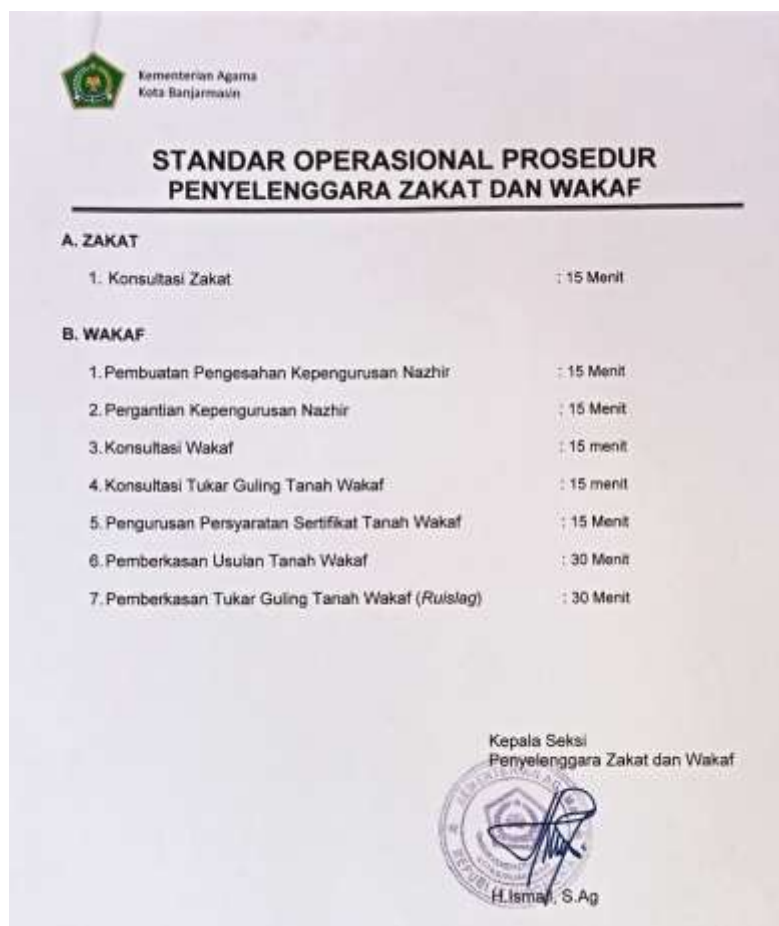 Kementerian Agama
Kota Banjarmasin
STANDAR OPERASIONAL PROSEDUR
PENYELENGGARA ZAKAT DAN WAKAF
A. ZAKAT
1. Konsultasi Zakat : 15 Menit
B. WAKAF
1. Pembuatan Pengesahan Kepengurusan Nazhir : 15 Menit
2. Pergantian Kepengurusan Nazhir : 15 Menit
3. Konsultasi Wakaf : 15 menit
4. Konsultasi Tukar Guling Tanah Wakaf : 15 menit
5. Pengurusan Persyaratan Sertifikat Tanah Wakaf : 15 Menit
6. Pemberkasan Usulan Tanah Wakaf : 30 Menit
7. Pemberkasan Tukar Guling Tanah Wakaf (Ruislag) : 30 Menit
Kepala Seksi
Penyelenggara Zakat dan Wakaf
H.Ismail, S.Ag